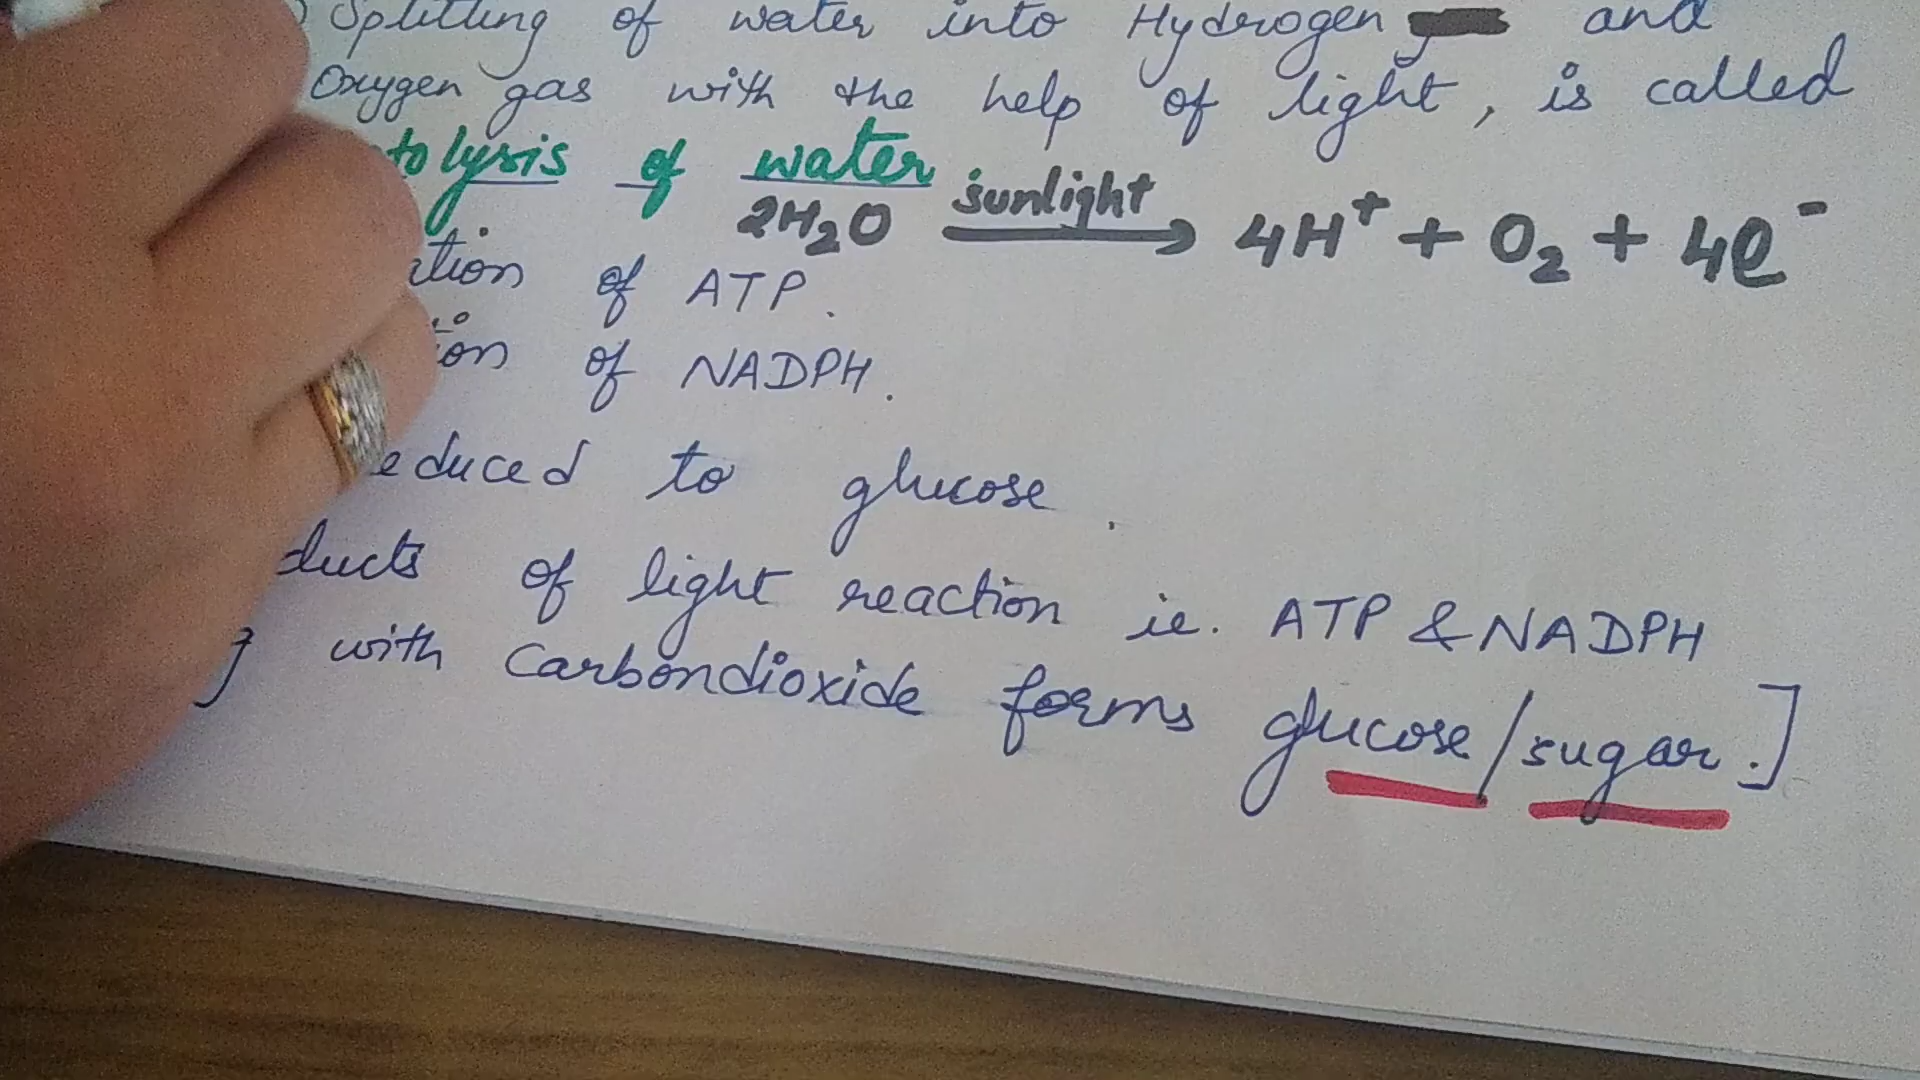 Splitting of water into Hydrogen and
Oxygen gas with the help of light, is called
tolysis of water
2H₂O sunlight → 4H⁺ + O₂ + 4e⁻
ation of ATP.
ion of NADPH.
educed to glucose.
ducts of light reaction ie. ATP & NADPH
with Carbondioxide forms glucose/sugar.]